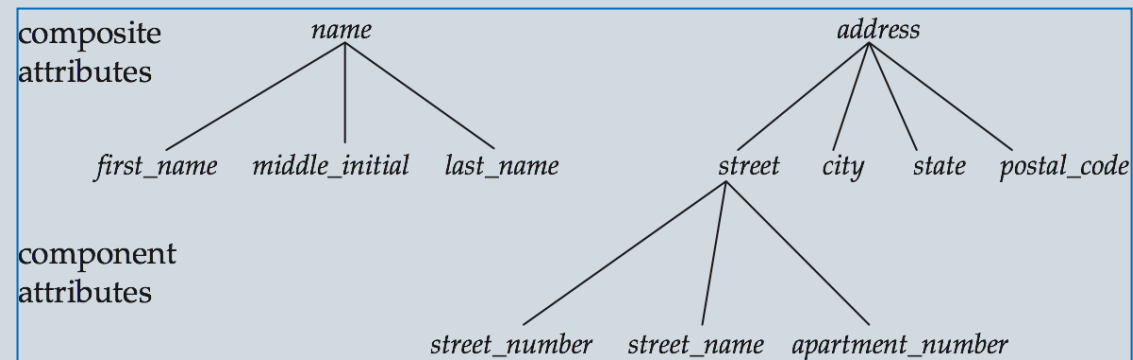 composite
attributes
name
address
first_name middle_initial last_name
street city state postal_code
component
attributes
street_number street_name apartment_number